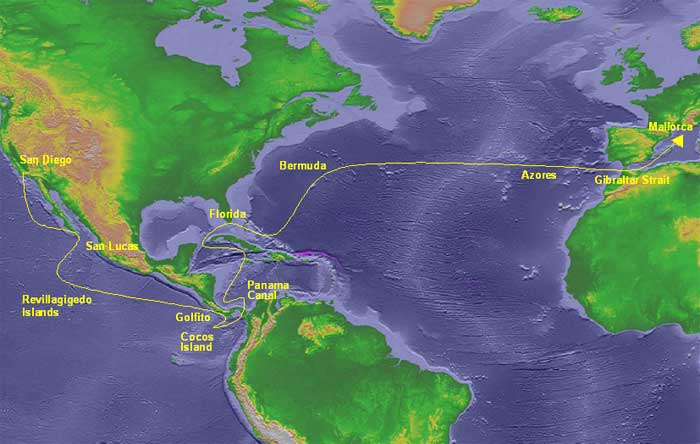 Mallorca
San Diego
Bermuda
Azores
Gibraltar Strait
Florida
San Lucas
Panama
Canal
Revillagigedo
Islands
Golfito
Cocos
Island